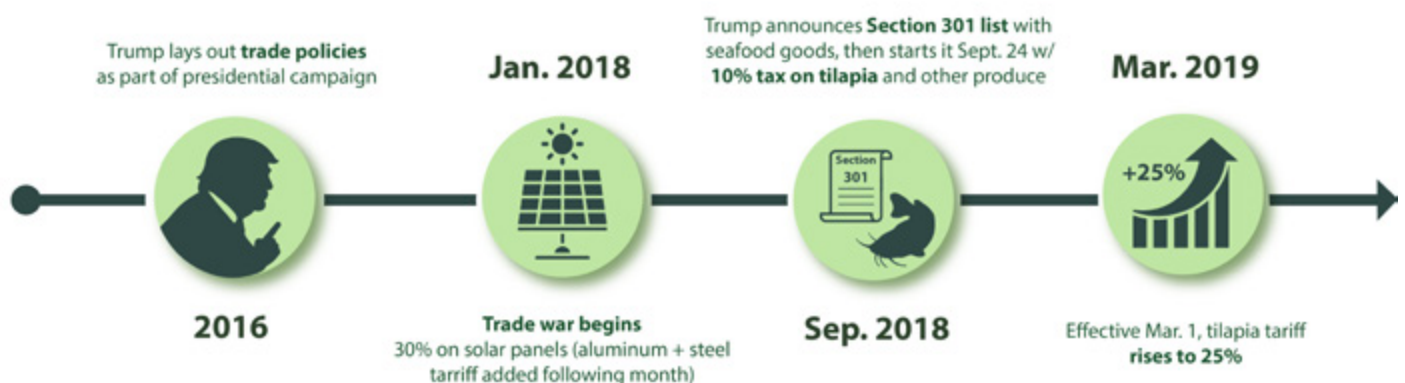 Trump lays out trade policies
as part of presidential campaign
2016
Jan. 2018
Trade war begins
30% on solar panels (aluminum + steel
tarriff added following month)
Trump announces Section 301 list with
seafood goods, then starts it Sept. 24 w/
10% tax on tilapia and other produce
Section
301
Sep. 2018
Mar. 2019
+25%
Effective Mar. 1, tilapia tariff
rises to 25%